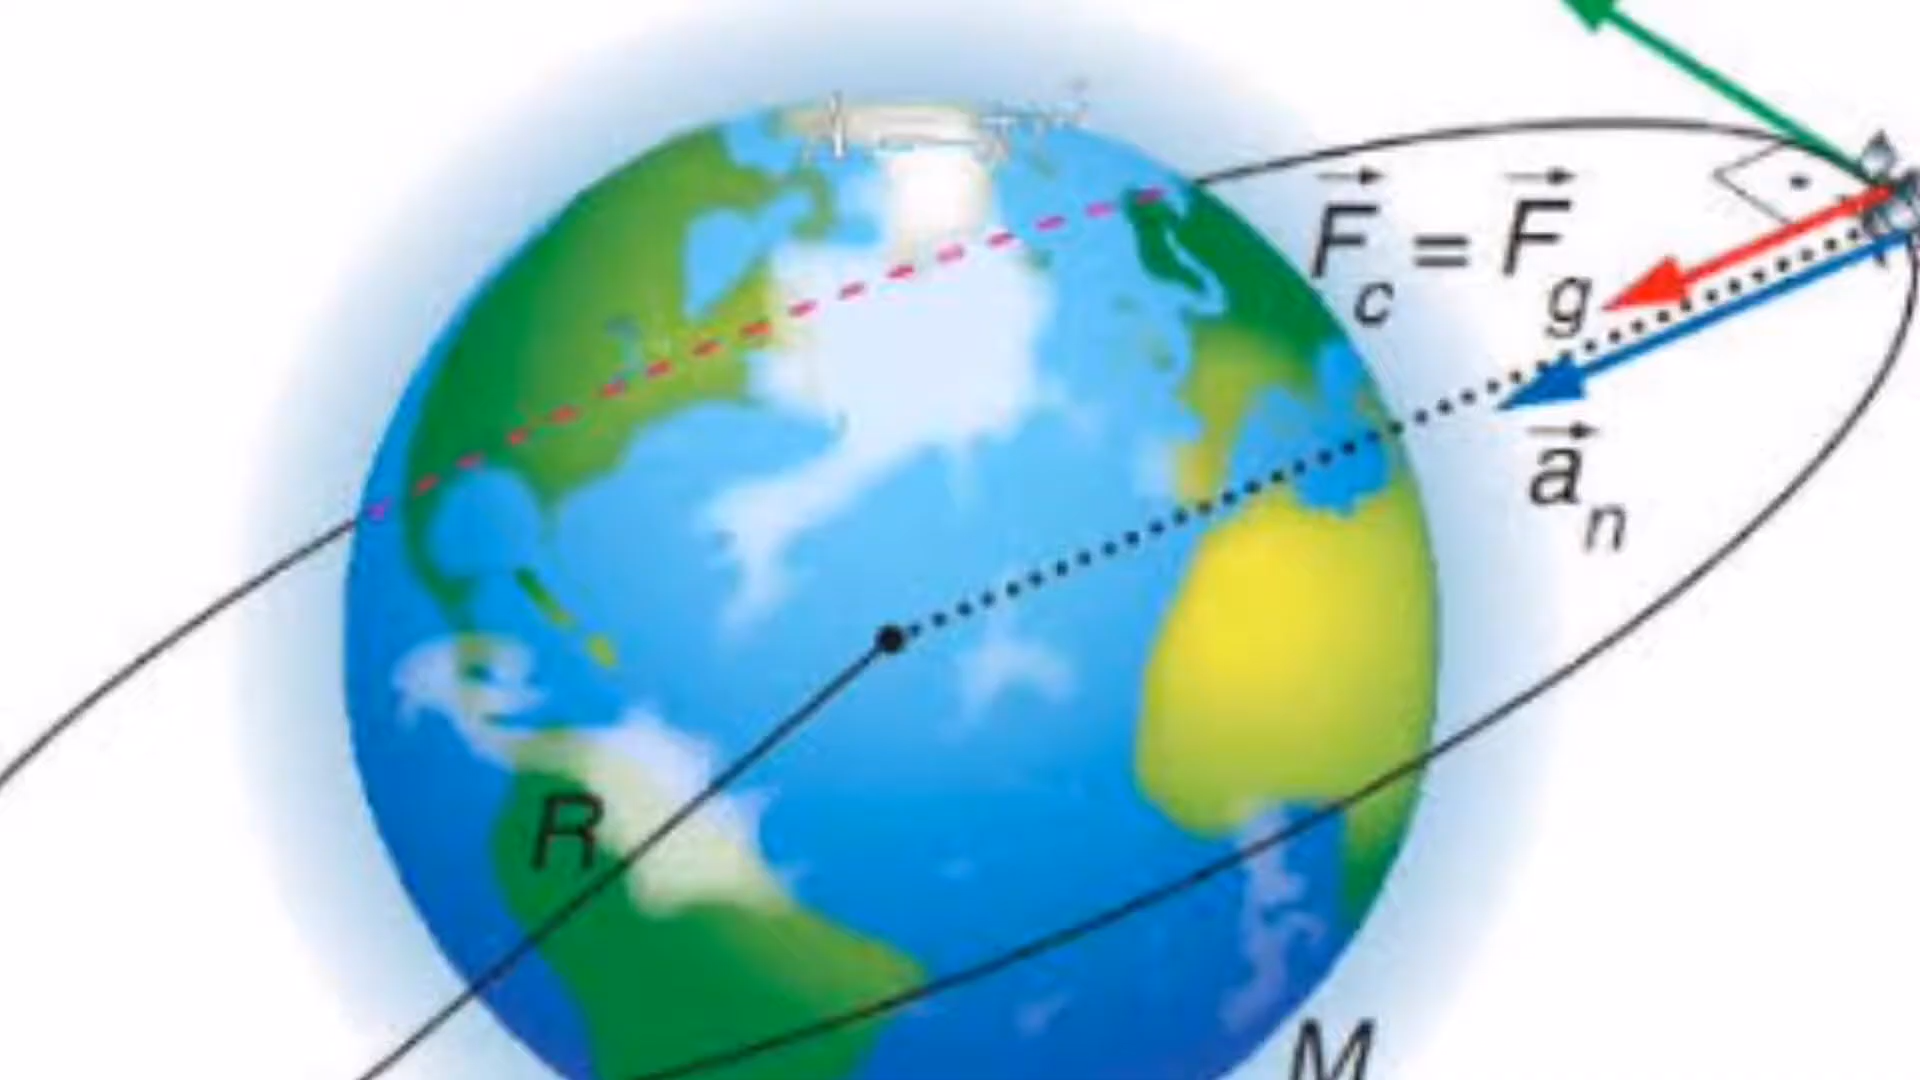 F⃗c = F⃗g
a⃗n
R
M